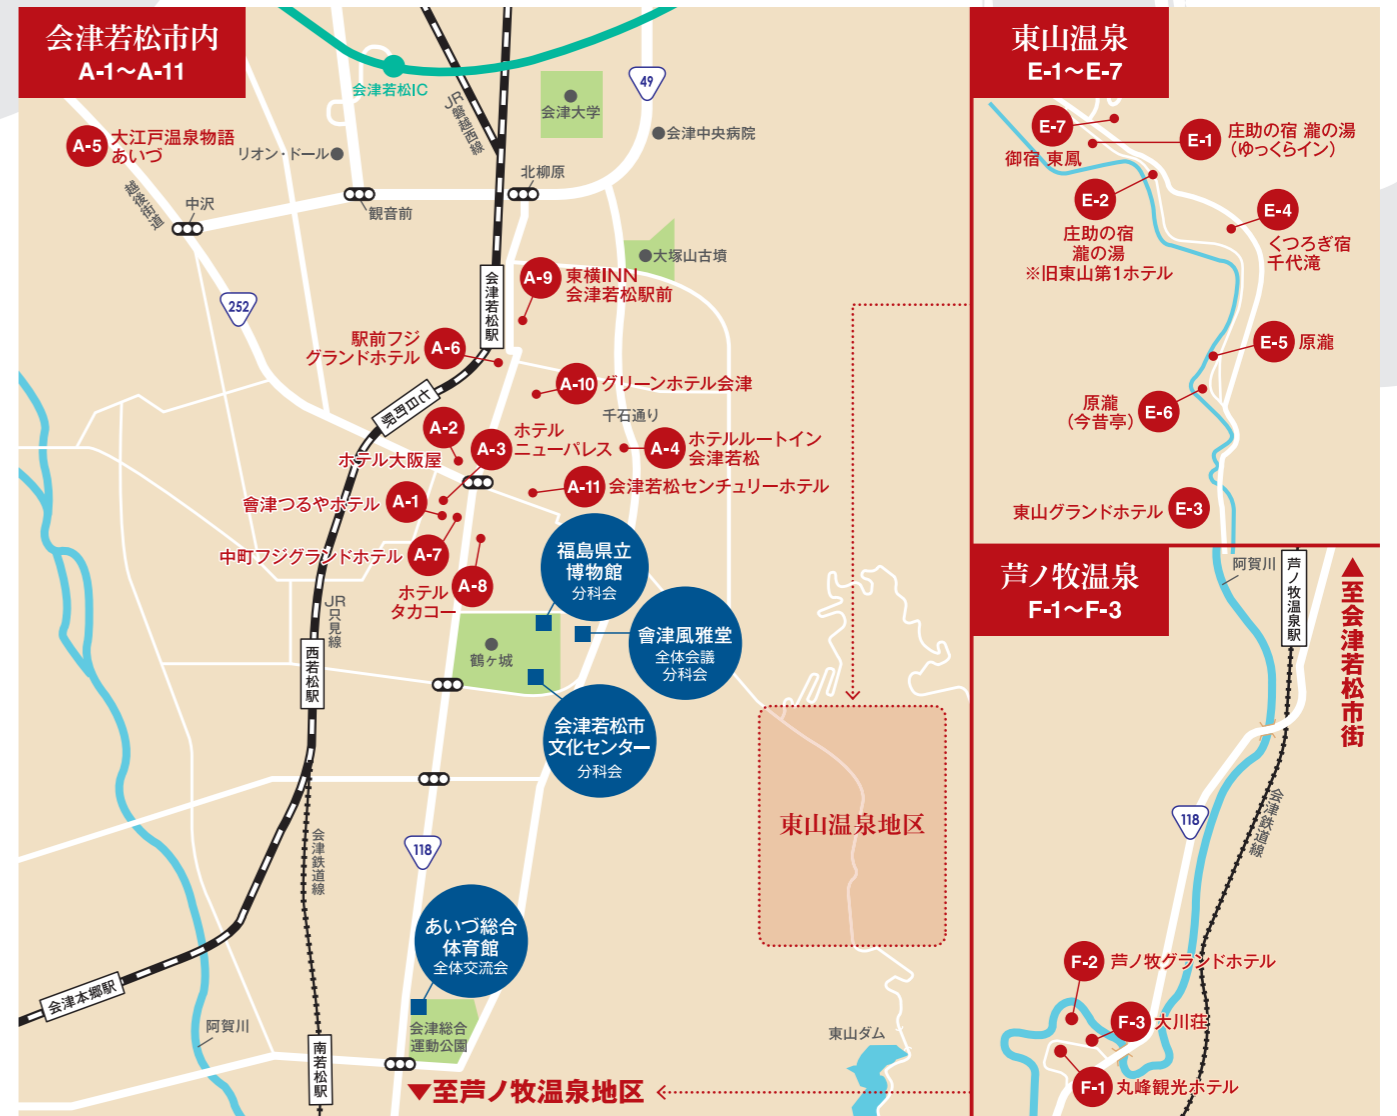 会津若松市内
A-1〜A-11
会津若松IC
JR磐越西線
会津大学
49
会津中央病院
A-5
大江戸温泉物語
あいづ
リオン・ドール
北柳原
越後街道
中沢
観音前
大塚山古墳
252
会津若松駅
A-9
東横INN
会津若松駅前
駅前フジ
グランドホテル
A-6
七日町駅
A-10
グリーンホテル会津
千石通り
A-2
ホテル大阪屋
A-3
ホテル
ニューパレス
A-4
ホテルルートイン
会津若松
A-11
会津若松センチュリーホテル
會津つるやホテル
A-1
中町フジグランドホテル
A-7
ホテル
タカコー
A-8
福島県立
博物館
分科会
會津風雅堂
全体会議
分科会
鶴ヶ城
会津若松市
文化センター
分科会
JR只見線
西若松駅
会津鉄道線
118
あいづ総合
体育館
全体交流会
会津総合
運動公園
会津本郷駅
阿賀川
南若松駅
▼至芦ノ牧温泉地区
東山温泉地区
東山ダム
東山温泉
E-1〜E-7
E-7
御宿 東鳳
E-1
庄助の宿 瀧の湯
(ゆっくらイン)
E-2
庄助の宿
瀧の湯
※旧東山第1ホテル
E-4
くつろぎ宿
千代滝
E-5
原瀧
原瀧
(今昔亭)
E-6
東山グランドホテル
E-3
芦ノ牧温泉
F-1〜F-3
阿賀川
芦ノ牧温泉駅
▲至会津若松市街
118
会津鉄道線
F-2
芦ノ牧グランドホテル
F-3
大川荘
F-1
丸峰観光ホテル